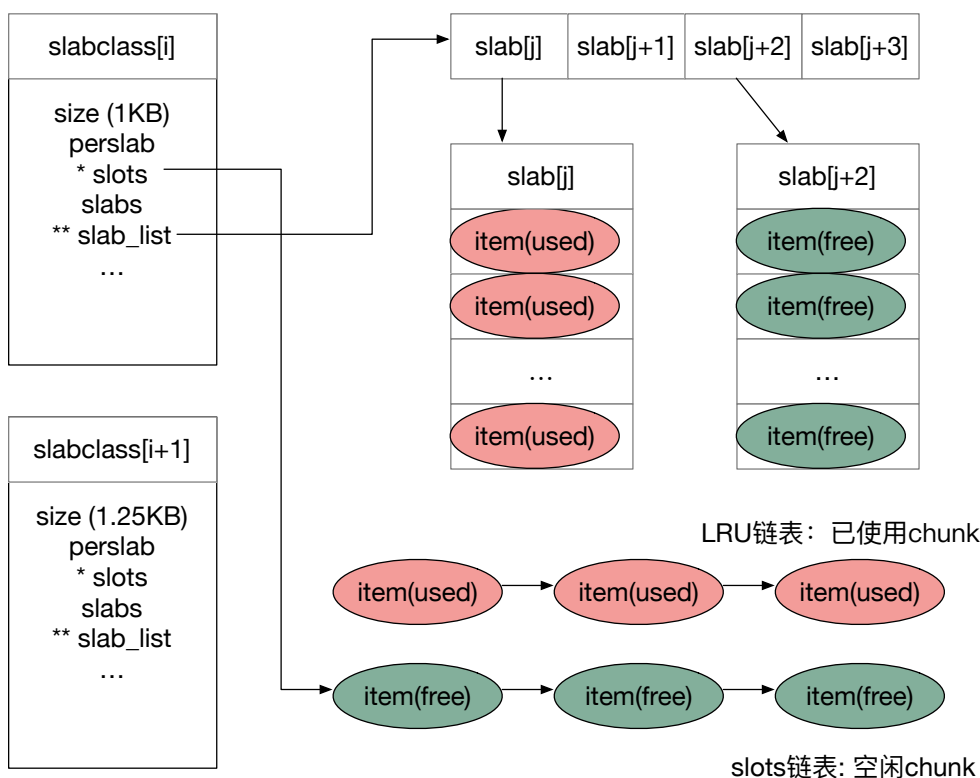 slabclass[i]
size (1KB)
perslab
* slots
slabs
** slab_list
…
slabclass[i+1]
size (1.25KB)
perslab
* slots
slabs
** slab_list
…
slab[j] slab[j+1] slab[j+2] slab[j+3]
slab[j]
item(used)
item(used)
…
item(used)
slab[j+2]
item(free)
item(free)
…
item(free)
LRU链表：已使用chunk
item(used) item(used) item(used)
item(free) item(free) item(free)
slots链表: 空闲chunk